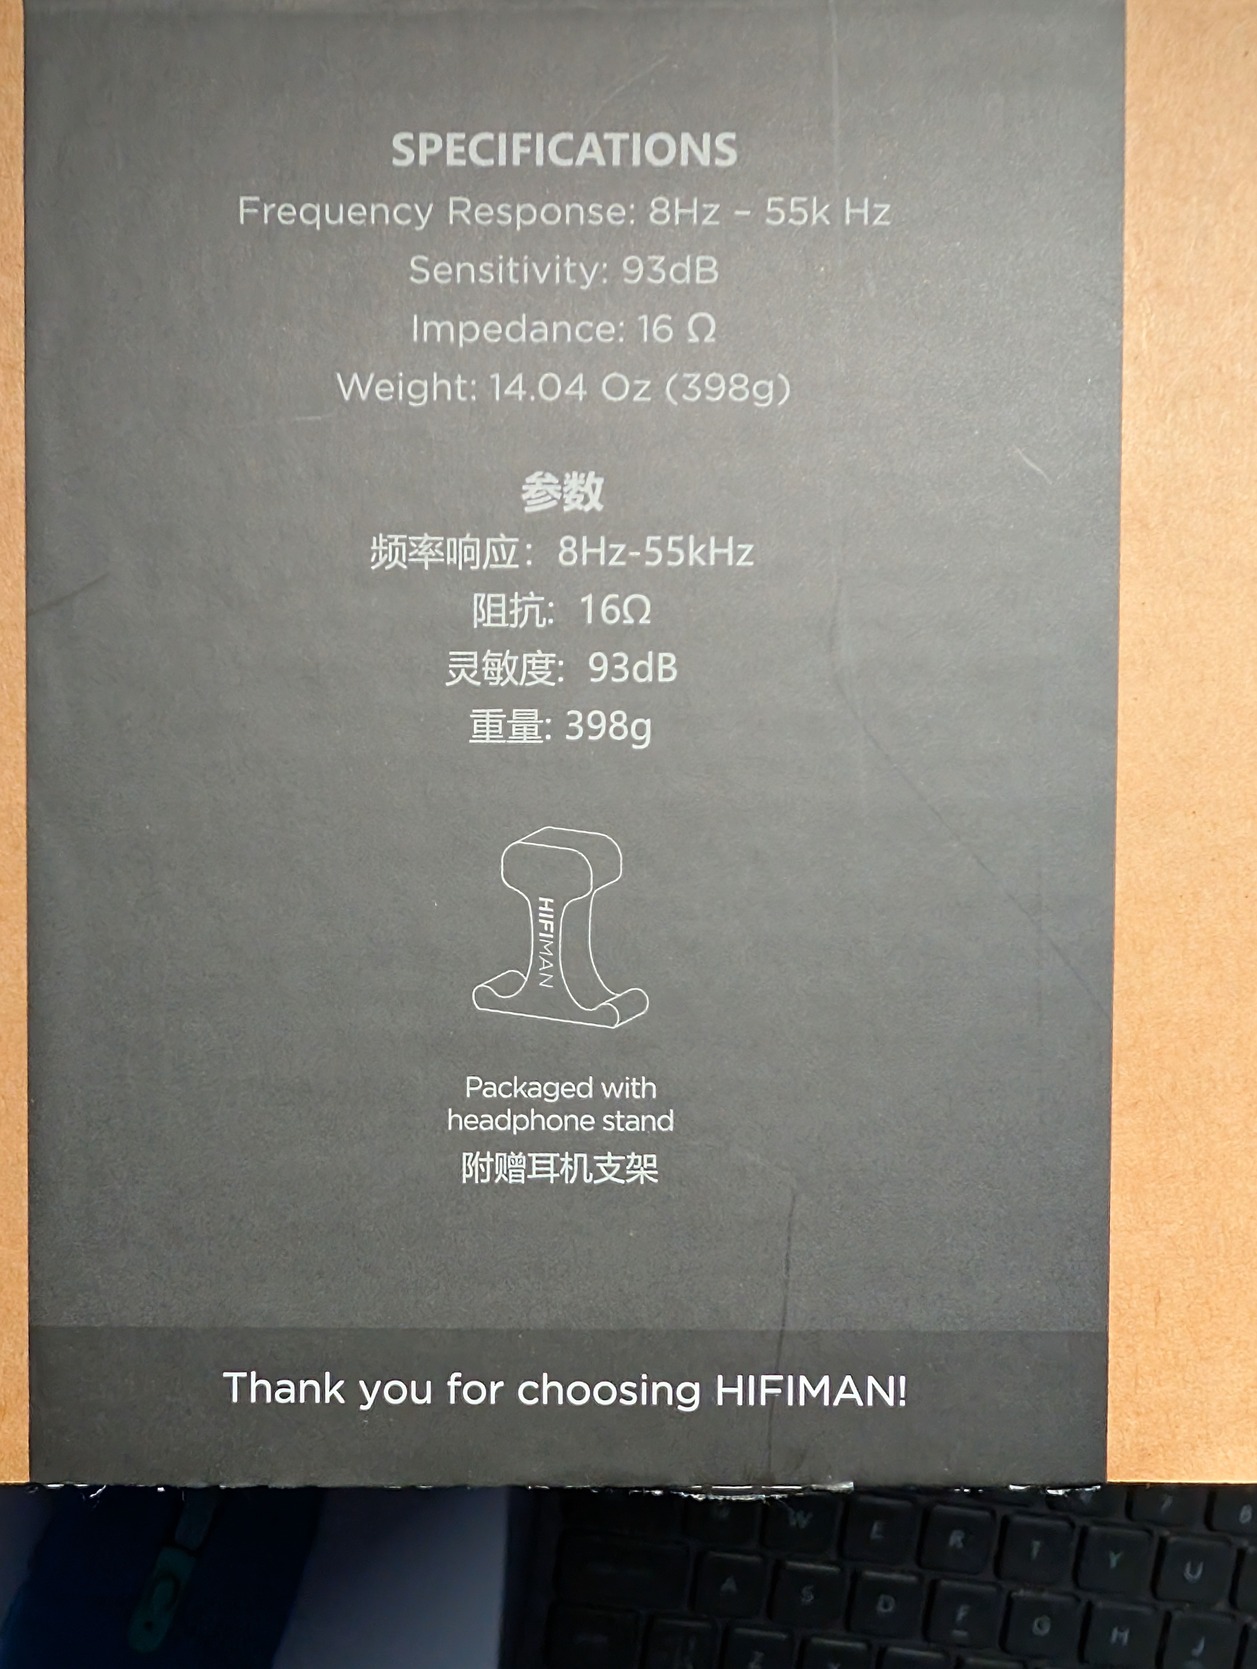 SPECIFICATIONS
Frequency Response: 8Hz – 55k Hz
Sensitivity: 93dB
Impedance: 16 Ω
Weight: 14.04 Oz (398g)
参数
频率响应：8Hz-55kHz
阻抗: 16Ω
灵敏度: 93dB
重量: 398g
HIFIMAN
Packaged with
headphone stand
附赠耳机支架
Thank you for choosing HIFIMAN!
7 8
W E R T Y U
A S D F G H J